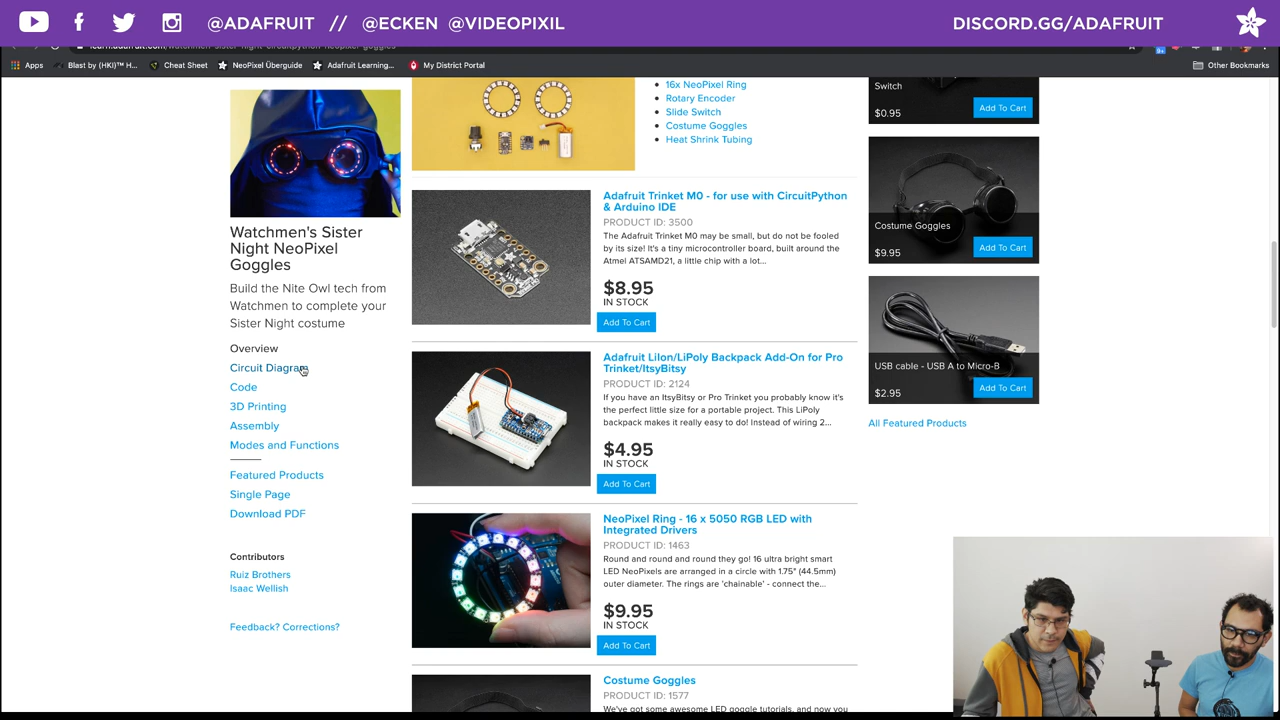 @ADAFRUIT // @ECKEN @VIDEOPIXIL
DISCORD.GG/ADAFRUIT
Apps
Blast by (HKI)™ H...
Cheat Sheet
NeoPixel Überguide
Adafruit Learning...
My District Portal
Other Bookmarks
Watchmen's Sister
Night NeoPixel
Goggles
Build the Nite Owl tech from
Watchmen to complete your
Sister Night costume
Overview
Circuit Diagram
Code
3D Printing
Assembly
Modes and Functions
Featured Products
Single Page
Download PDF
Contributors
Ruiz Brothers
Isaac Wellish
Feedback? Corrections?
16x NeoPixel Ring
Rotary Encoder
Slide Switch
Costume Goggles
Heat Shrink Tubing
Adafruit Trinket M0 - for use with CircuitPython
& Arduino IDE
PRODUCT ID: 3500
The Adafruit Trinket M0 may be small, but do not be fooled
by its size! It's a tiny microcontroller board, built around the
Atmel ATSAMD21, a little chip with a lot...
$8.95
IN STOCK
Add To Cart
Adafruit LiIon/LiPoly Backpack Add-On for Pro
Trinket/ItsyBitsy
PRODUCT ID: 2124
If you have an ItsyBitsy or Pro Trinket you probably know it's
the perfect little size for a portable project. This LiPoly
backpack makes it really easy to do! Instead of wiring 2...
$4.95
IN STOCK
Add To Cart
NeoPixel Ring - 16 x 5050 RGB LED with
Integrated Drivers
PRODUCT ID: 1463
Round and round and round they go! 16 ultra bright smart
LED NeoPixels are arranged in a circle with 1.75" (44.5mm)
outer diameter. The rings are 'chainable' - connect the...
$9.95
IN STOCK
Add To Cart
Costume Goggles
PRODUCT ID: 1577
We've got some awesome LED goggle tutorials, and now you
Switch
$0.95
Add To Cart
Costume Goggles
$9.95
Add To Cart
USB cable - USB A to Micro-B
$2.95
Add To Cart
All Featured Products